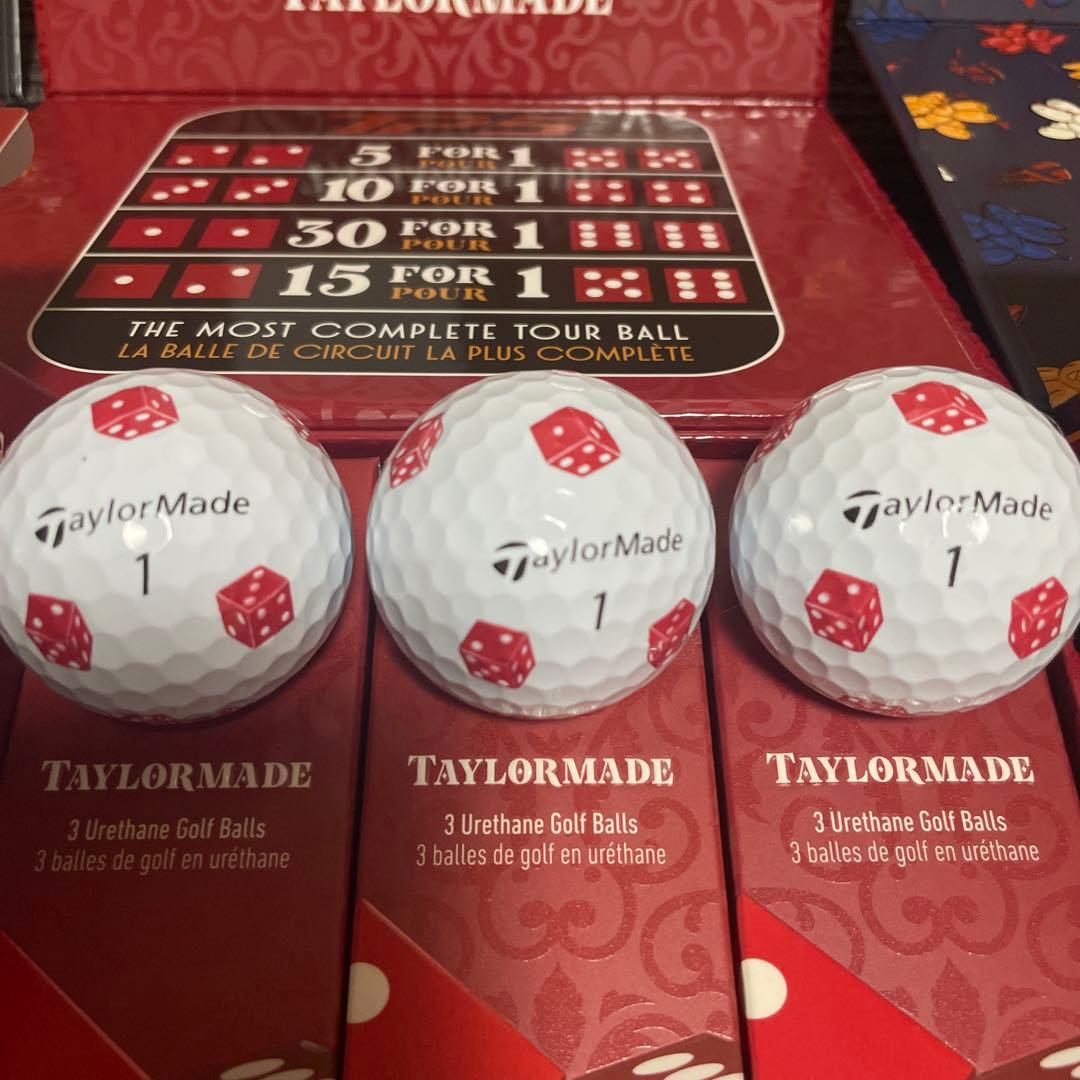 TAYLORMADE
5 FOR 1
POUR
10 FOR 1
POUR
30 FOR 1
POUR
15 FOR 1
POUR
THE MOST COMPLETE TOUR BALL
LA BALLE DE CIRCUIT LA PLUS COMPLÈTE
TaylorMade
1
TaylorMade
1
TaylorMade
1
TAYLORMADE
3 Urethane Golf Balls
3 balles de golf en uréthane
TAYLORMADE
3 Urethane Golf Balls
3 balles de golf en uréthane
TAYLORMADE
3 Urethane Golf Balls
3 balles de golf en uréthane